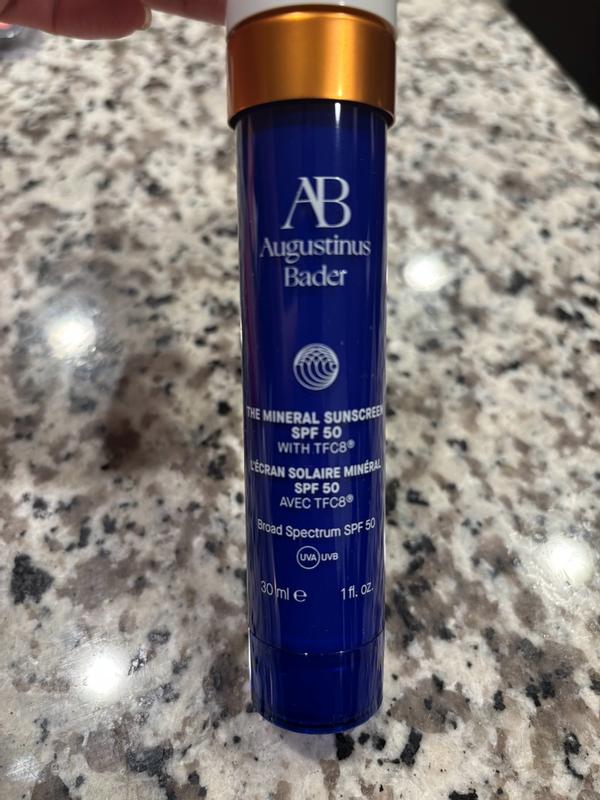 AB
Augustinus
Bader
THE MINERAL SUNSCREEN
SPF 50
WITH TFC8®
L'ÉCRAN SOLAIRE MINÉRAL
SPF 50
AVEC TFC8®
Broad Spectrum SPF 50
UVA UVB
30 ml e 1 fl. oz.